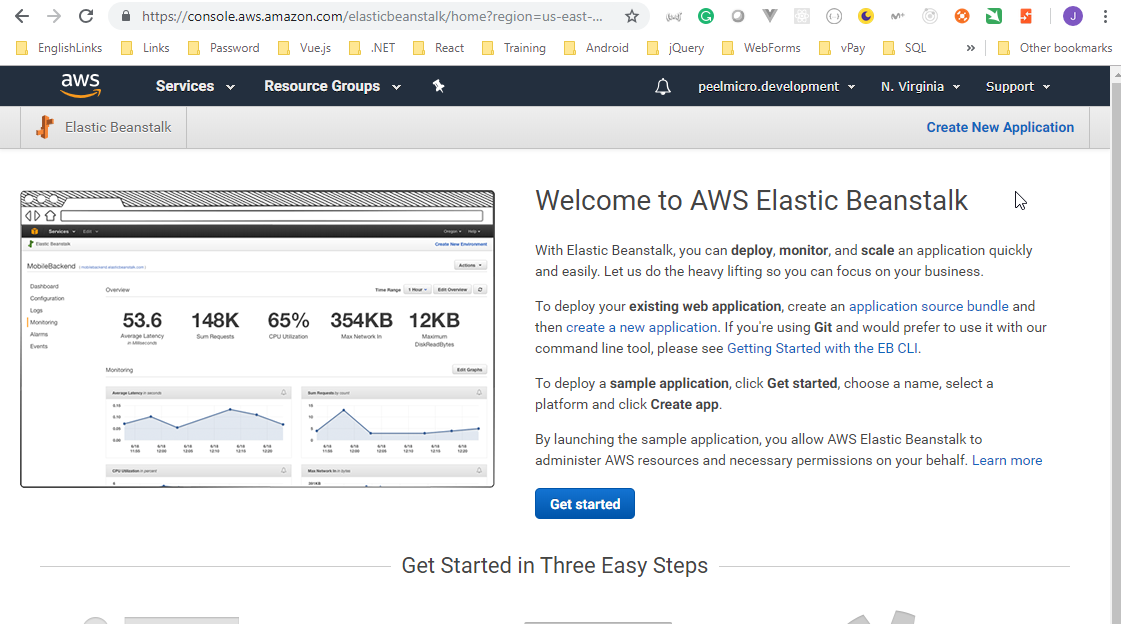 https://console.aws.amazon.com/elasticbeanstalk/home?region=us-east-...
J
EnglishLinks Links Password Vue.js .NET React Training Android jQuery WebForms vPay SQL » Other bookmarks
aws Services Resource Groups peelmicro.development N. Virginia Support
Elastic Beanstalk Create New Application
Welcome to AWS Elastic Beanstalk
With Elastic Beanstalk, you can deploy, monitor, and scale an application quickly
and easily. Let us do the heavy lifting so you can focus on your business.
To deploy your existing web application, create an application source bundle and
then create a new application. If you're using Git and would prefer to use it with our
command line tool, please see Getting Started with the EB CLI.
To deploy a sample application, click Get started, choose a name, select a
platform and click Create app.
By launching the sample application, you allow AWS Elastic Beanstalk to
administer AWS resources and necessary permissions on your behalf. Learn more
Get started
Services Edit Oregon Help
Elastic Beanstalk Create New Environment
MobileBackend Actions
Dashboard
Configuration
Logs
Monitoring
Alarms
Events
Overview Time Range 1 Hour Edit Overview
53.6 148K 65% 354KB 12KB
Average Latency Sum Requests CPU Utilization Max Network In Maximum
in Milliseconds DiskReadBytes
Monitoring Edit Graphs
Average Latency in seconds Sum Requests by count
CPU Utilization in percent Max Network In in bytes
Get Started in Three Easy Steps